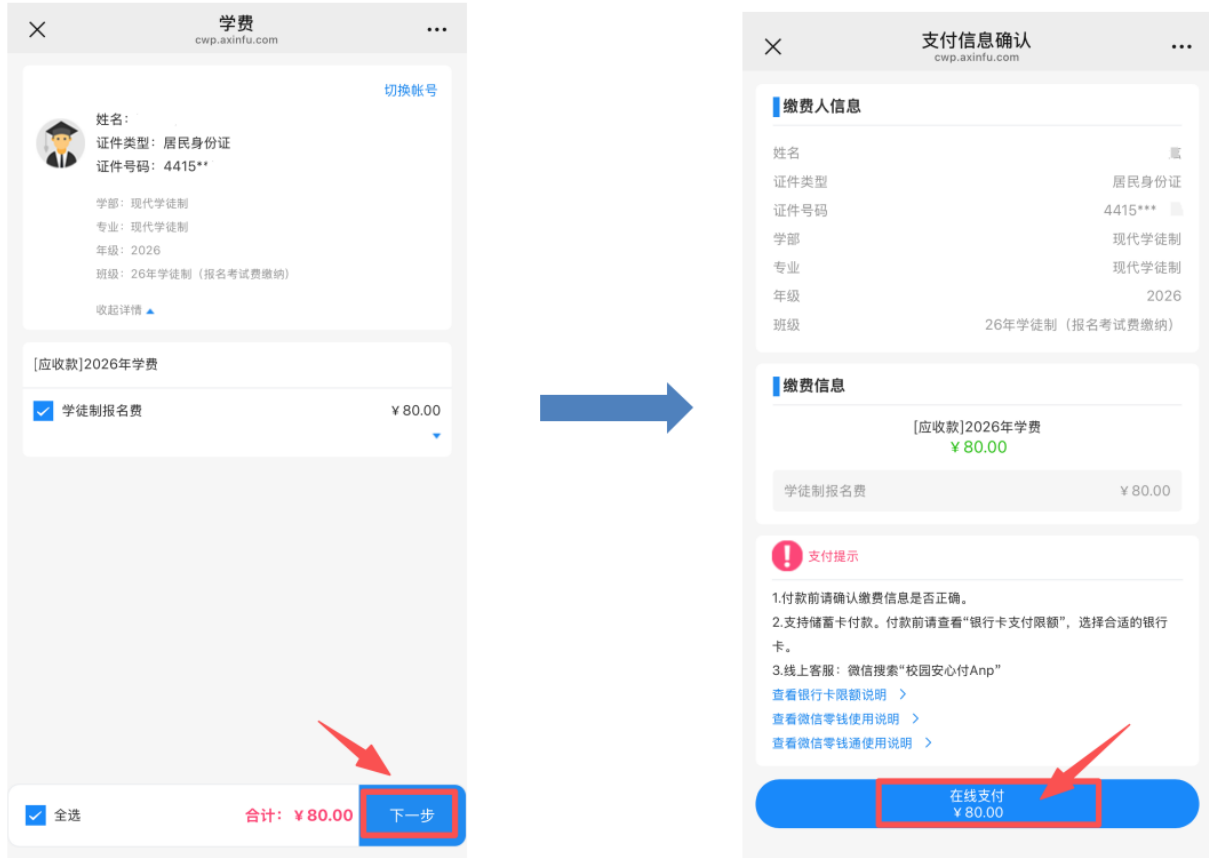 学费
cwp.axinfu.com
切换帐号
姓名：
证件类型：居民身份证
证件号码：4415**
学部：现代学徒制
专业：现代学徒制
年级：2026
班级：26年学徒制（报名考试费缴纳）
收起详情
[应收款]2026年学费
学徒制报名费 ¥80.00
全选 合计：¥80.00 下一步
支付信息确认
cwp.axinfu.com
缴费人信息
姓名
证件类型 居民身份证
证件号码 4415***
学部 现代学徒制
专业 现代学徒制
年级 2026
班级 26年学徒制（报名考试费缴纳）
缴费信息
[应收款]2026年学费
¥80.00
学徒制报名费 ¥80.00
支付提示
1.付款前请确认缴费信息是否正确。
2.支持储蓄卡付款。付款前请查看“银行卡支付限额”，选择合适的银行
卡。
3.线上客服：微信搜索“校园安心付Anp”
查看银行卡限额说明 >
查看微信零钱使用说明 >
查看微信零钱通使用说明 >
在线支付
¥80.00